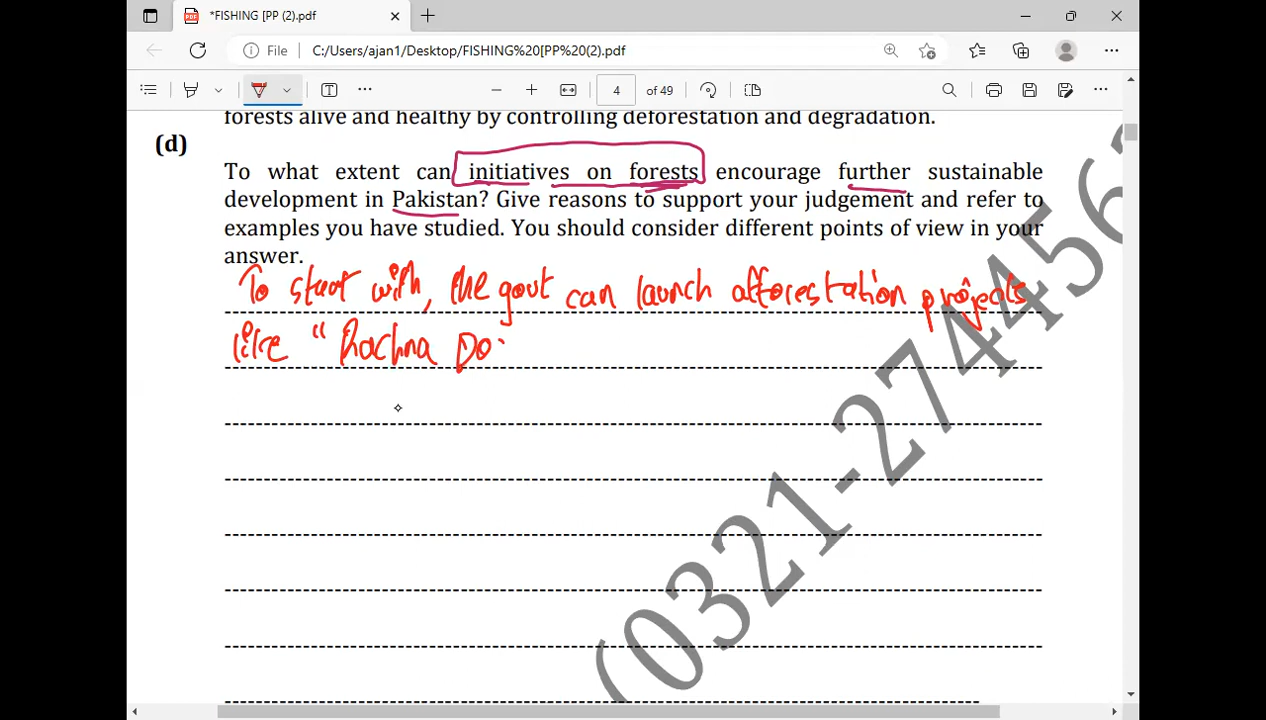 *FISHING [PP (2).pdf
File C:/Users/ajan1/Desktop/FISHING%20[PP%20(2).pdf
4 of 49
forests alive and healthy by controlling deforestation and degradation.
(d)
To what extent can initiatives on forests encourage further sustainable
development in Pakistan? Give reasons to support your judgement and refer to
examples you have studied. You should consider different points of view in your
answer.
To start with, the govt can launch afforestation projects
like "Rachna Do
(0321-2744563